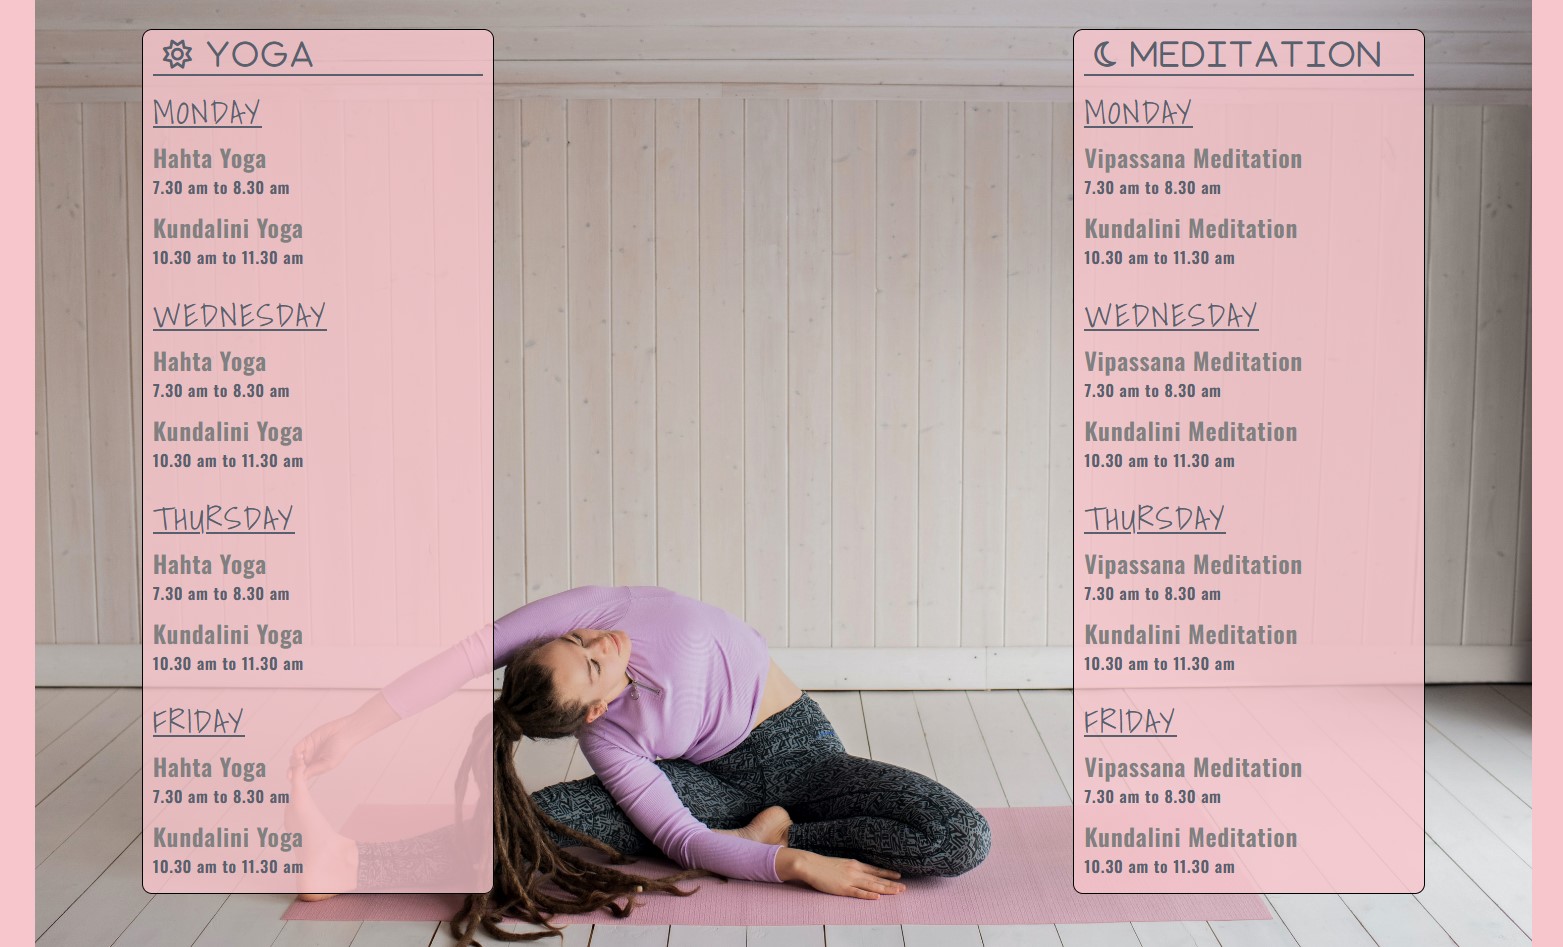 YOGA
MONDAY
Hahta Yoga
7.30 am to 8.30 am
Kundalini Yoga
10.30 am to 11.30 am
WEDNESDAY
Hahta Yoga
7.30 am to 8.30 am
Kundalini Yoga
10.30 am to 11.30 am
THURSDAY
Hahta Yoga
7.30 am to 8.30 am
Kundalini Yoga
10.30 am to 11.30 am
FRIDAY
Hahta Yoga
7.30 am to 8.30 am
Kundalini Yoga
10.30 am to 11.30 am
MEDITATION
MONDAY
Vipassana Meditation
7.30 am to 8.30 am
Kundalini Meditation
10.30 am to 11.30 am
WEDNESDAY
Vipassana Meditation
7.30 am to 8.30 am
Kundalini Meditation
10.30 am to 11.30 am
THURSDAY
Vipassana Meditation
7.30 am to 8.30 am
Kundalini Meditation
10.30 am to 11.30 am
FRIDAY
Vipassana Meditation
7.30 am to 8.30 am
Kundalini Meditation
10.30 am to 11.30 am